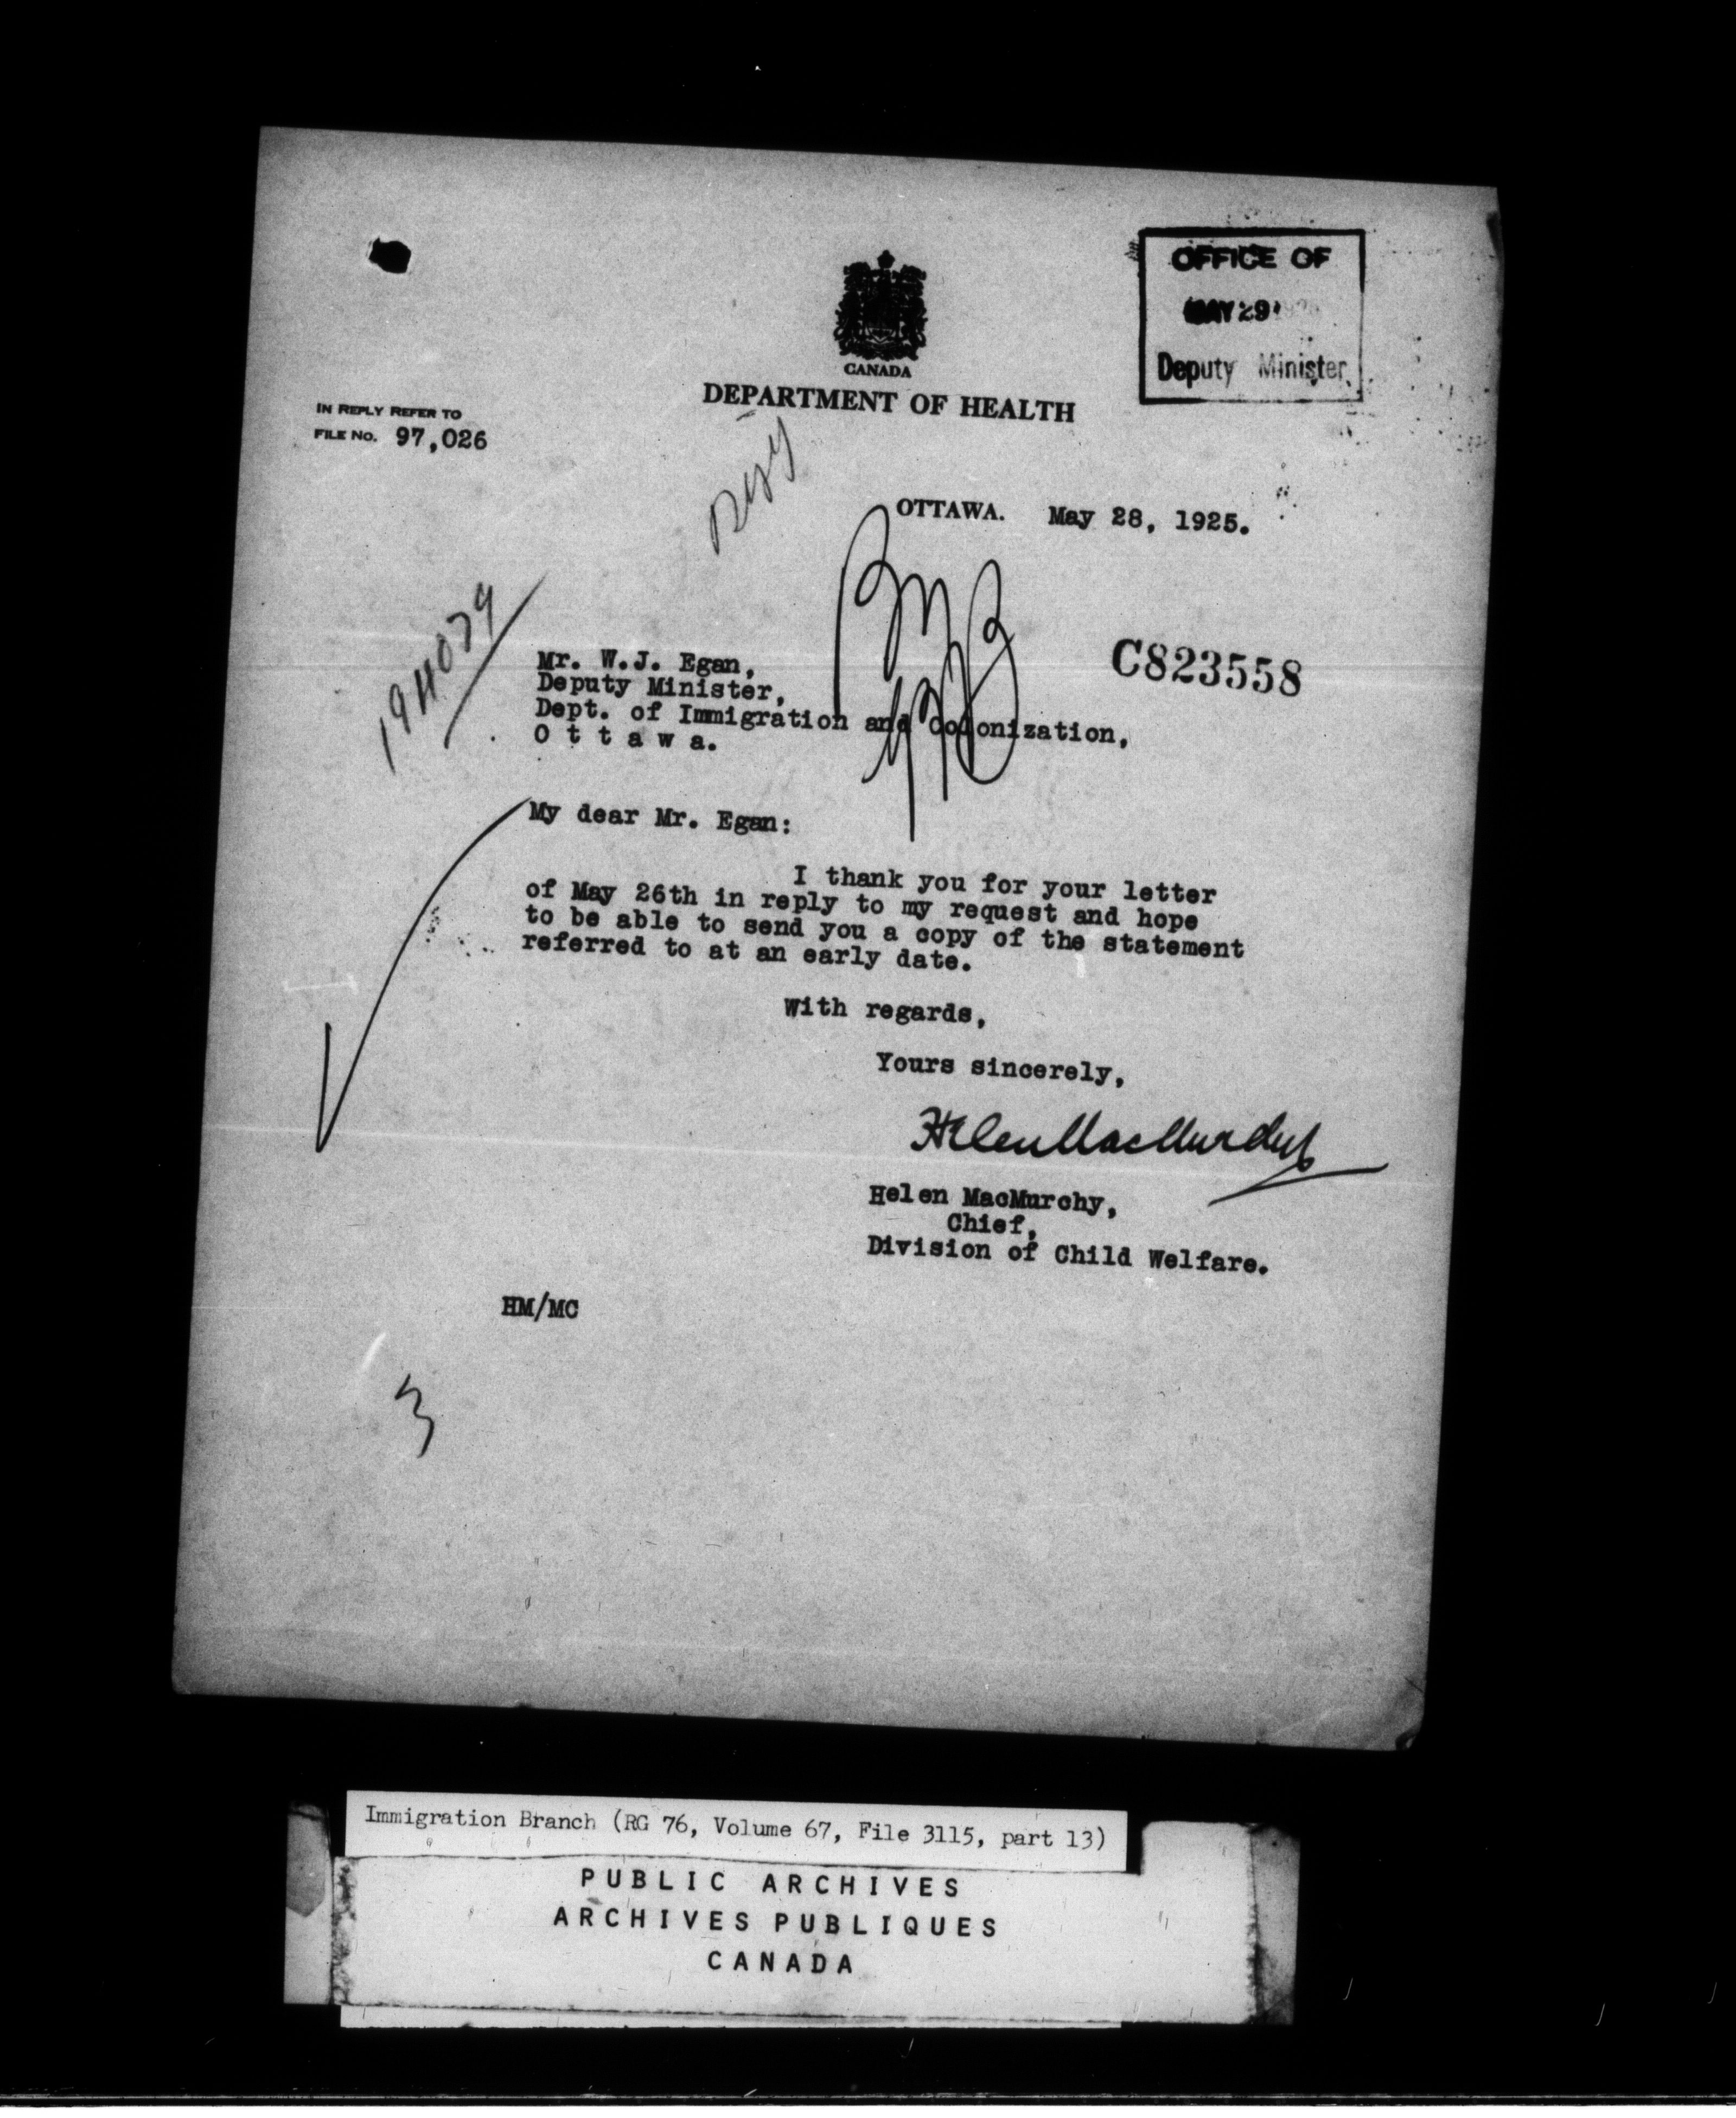 OFFICE OF
MAY 29
Deputy Minister
CANADA
DEPARTMENT OF HEALTH
IN REPLY REFER TO
FILE NO. 97,026
OTTAWA. May 28, 1925.
C823558
Mr. W.J. Egan,
Deputy Minister,
Dept. of Immigration and Colonization,
O t t a w a.
My dear Mr. Egan:
I thank you for your letter
of May 26th in reply to my request and hope
to be able to send you a copy of the statement
referred to at an early date.
With regards,
Yours sincerely,
Helen MacMurchy
Helen MacMurchy,
Chief,
Division of Child Welfare.
HM/MC
3
Immigration Branch (RG 76, Volume 67, File 3115, part 13)
PUBLIC ARCHIVES
ARCHIVES PUBLIQUES
CANADA